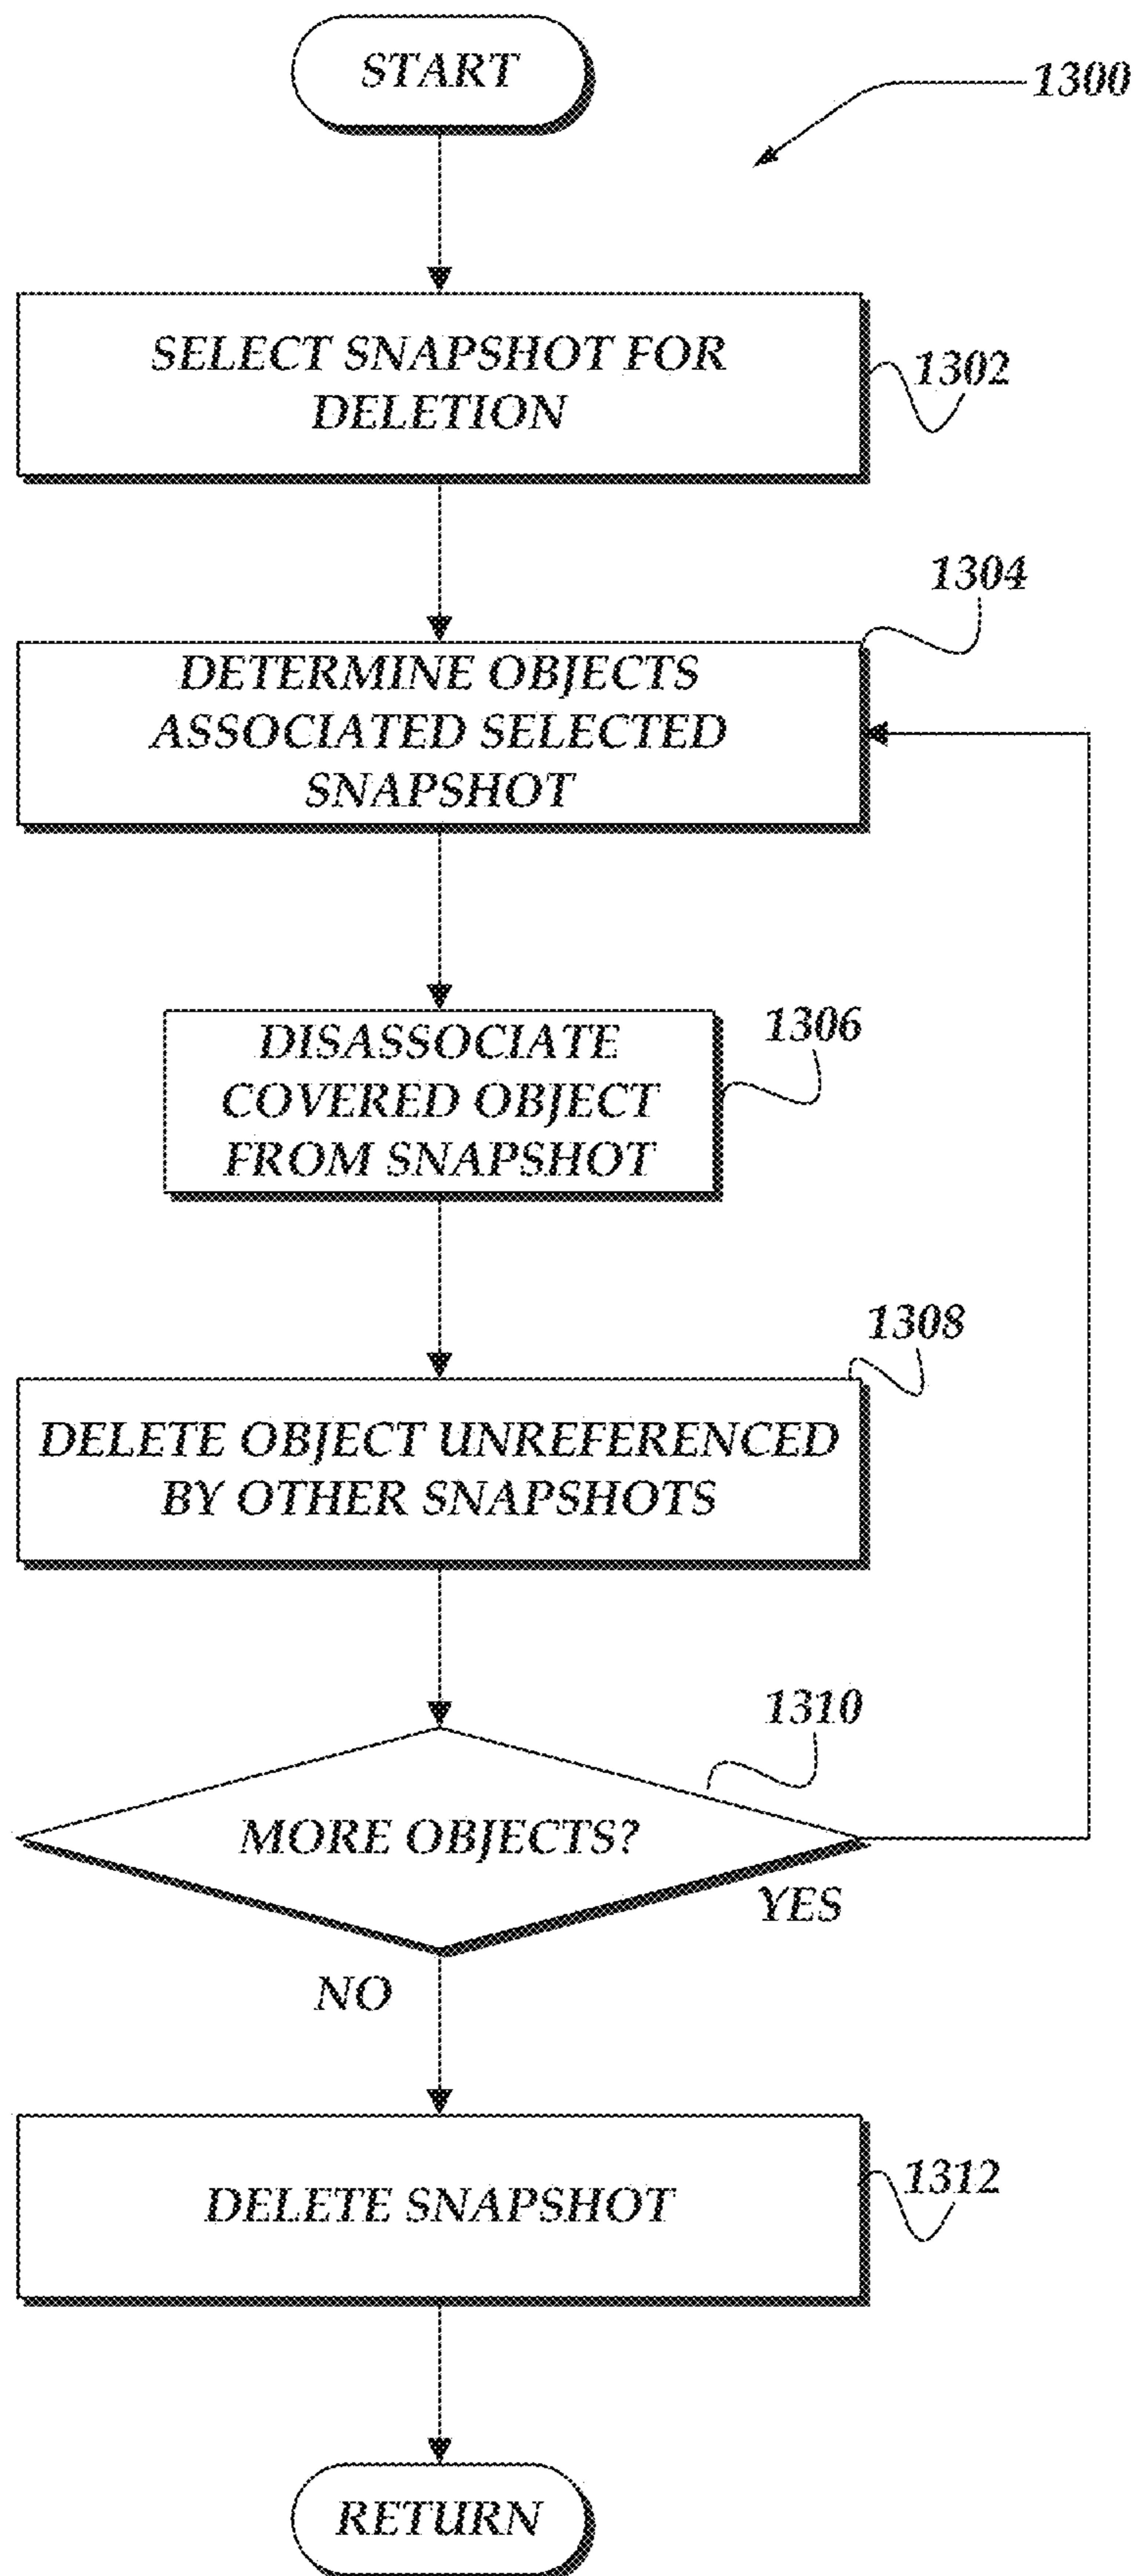 START
1300
SELECT SNAPSHOT FOR
DELETION
1302
1304
DETERMINE OBJECTS
ASSOCIATED SELECTED
SNAPSHOT
DISASSOCIATE
COVERED OBJECT
FROM SNAPSHOT
1306
1308
DELETE OBJECT UNREFERENCED
BY OTHER SNAPSHOTS
1310
MORE OBJECTS?
YES
NO
DELETE SNAPSHOT
1312
RETURN